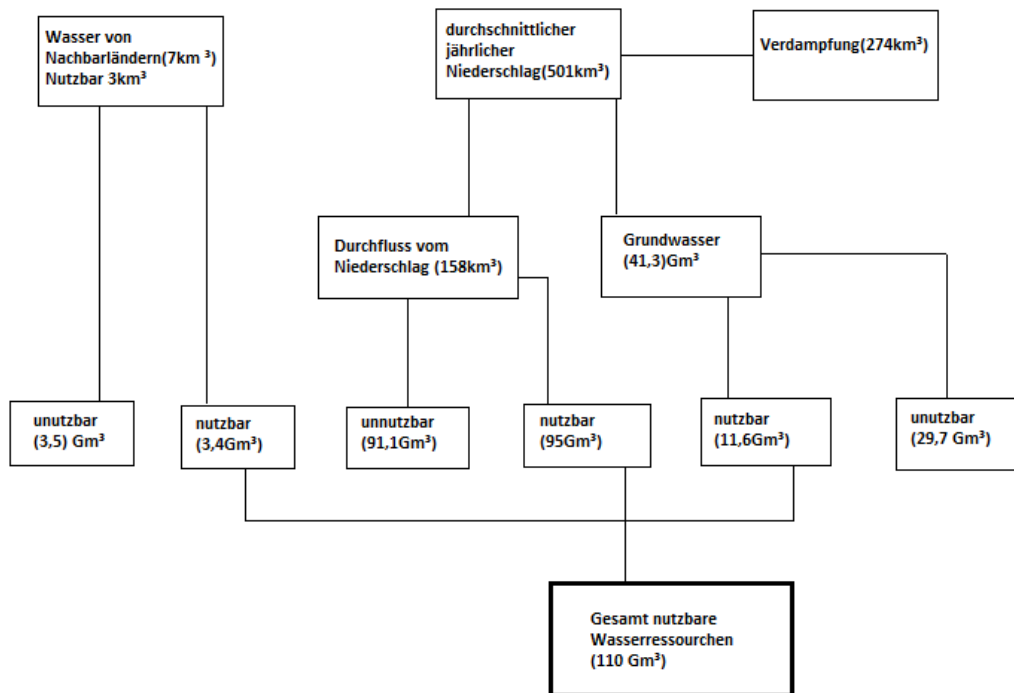 Wasser von
Nachbarländern(7km ³)
Nutzbar 3km³
durchschnittlicher
jährlicher
Niederschlag(501km³)
Verdampfung(274km³)
Durchfluss vom
Niederschlag (158km³)
Grundwasser
(41,3)Gm³
unutzbar
(3,5) Gm³
nutzbar
(3,4Gm³)
unnutzbar
(91,1Gm³)
nutzbar
(95Gm³)
nutzbar
(11,6Gm³)
unutzbar
(29,7 Gm³)
Gesamt nutzbare
Wasserressourchen
(110 Gm³)